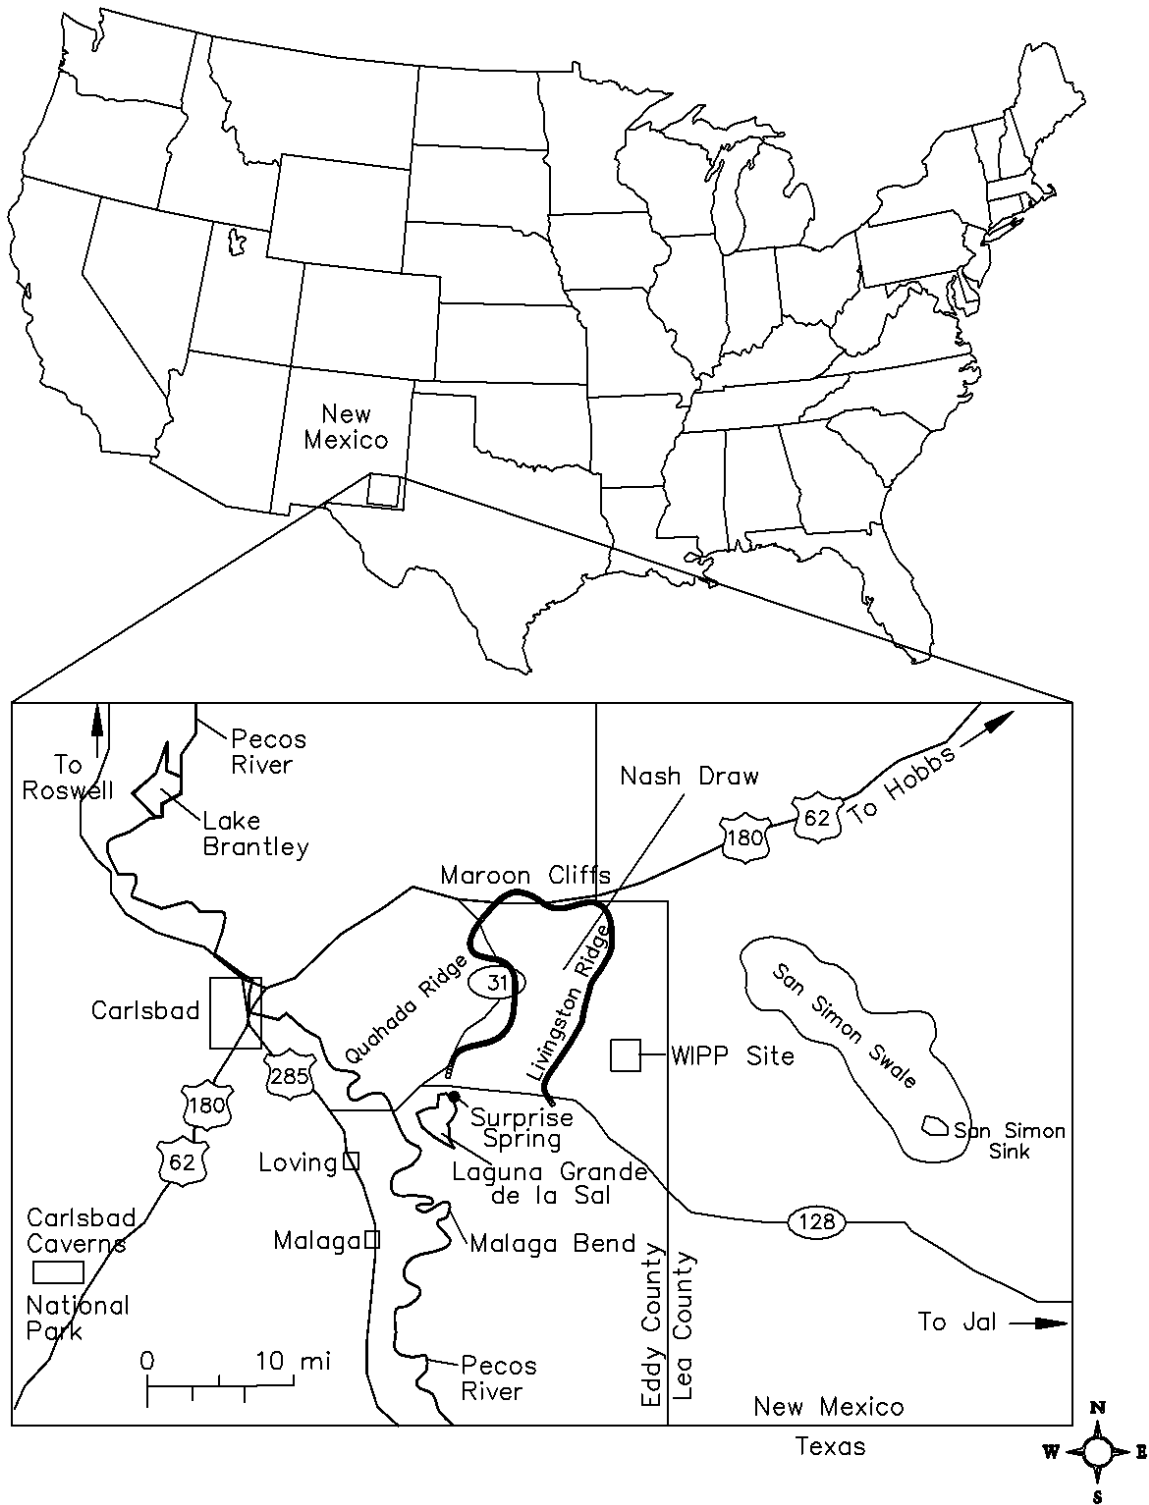 New
Mexico
Pecos
River
To
Roswell
Lake
Brantley
Nash Draw
To Hobbs
62
180
Maroon Cliffs
Quahada Ridge
31
Livingston Ridge
San Simon Swale
Carlsbad
WIPP Site
285
180
62
Surprise
Spring
San Simon
Sink
Loving
Laguna Grande
de la Sal
Carlsbad
Caverns
National
Park
Malaga
Malaga Bend
128
Eddy County
Lea County
To Jal
0 10 mi
Pecos
River
New Mexico
Texas
N
W E
S